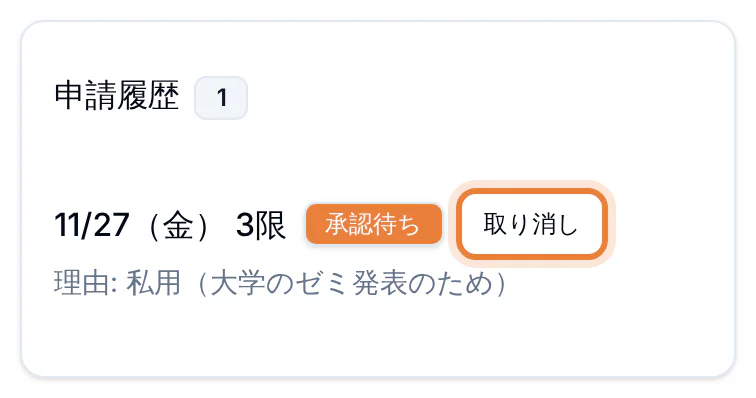 申請履歴 1
11/27（金） 3限 承認待ち 取り消し
理由: 私用（大学のゼミ発表のため）